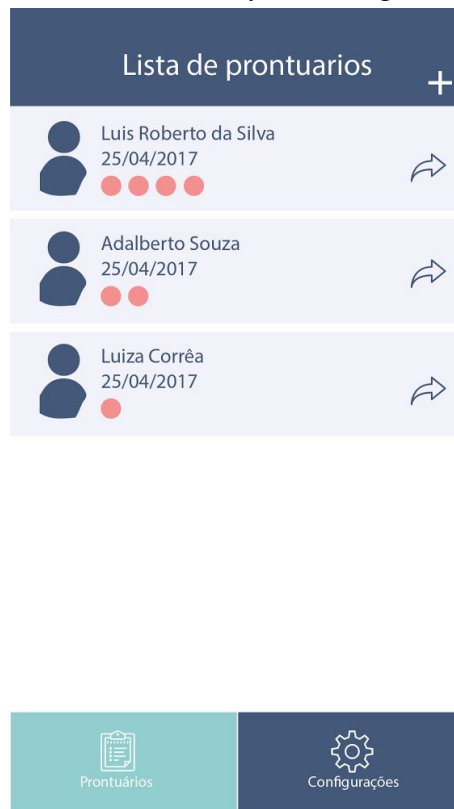 Lista de prontuarios
+
Luis Roberto da Silva
25/04/2017
Adalberto Souza
25/04/2017
Luiza Corrêa
25/04/2017
Prontuários
Configurações